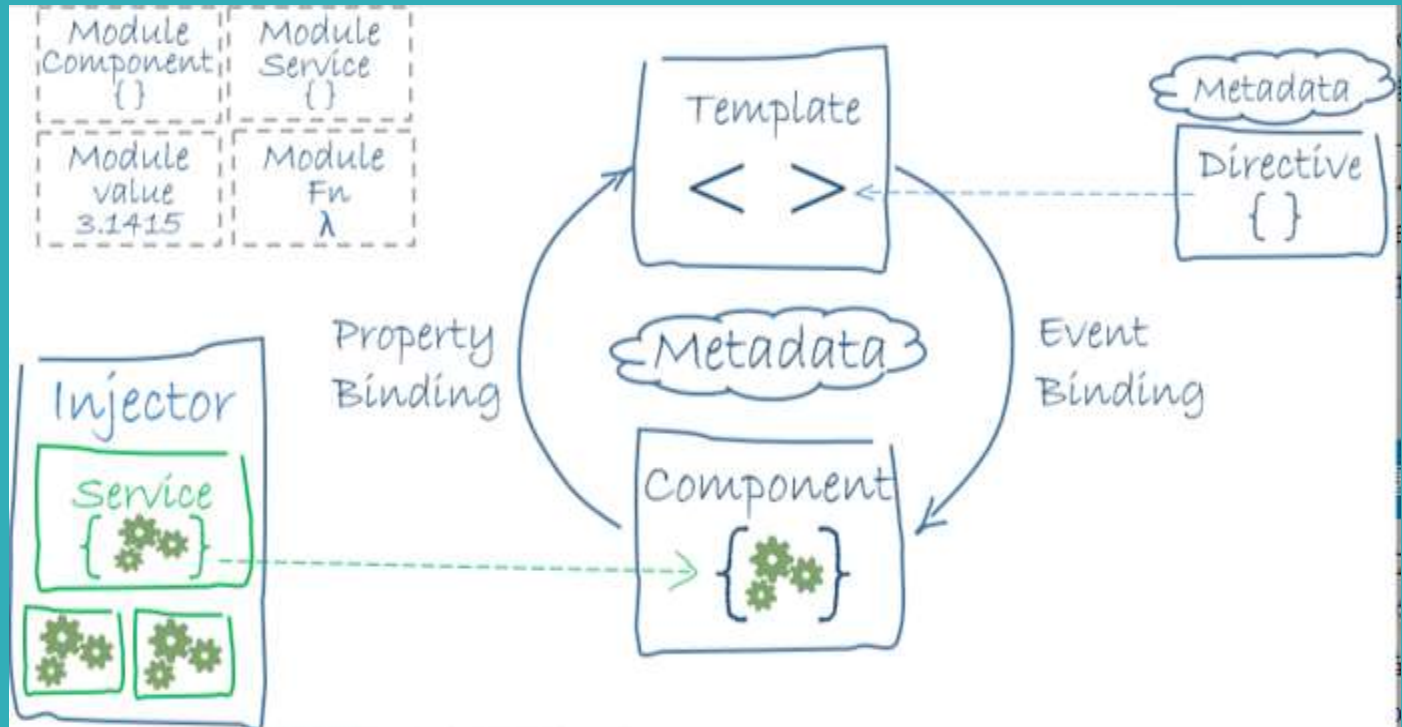 Module
Component
{ }
Module
Service
{ }
Module
value
3.1415
Module
Fn
λ
Template
< >
Metadata
Directive
{ }
Property
Binding
Metadata
Event
Binding
Injector
Service
{ }
Component
{ }